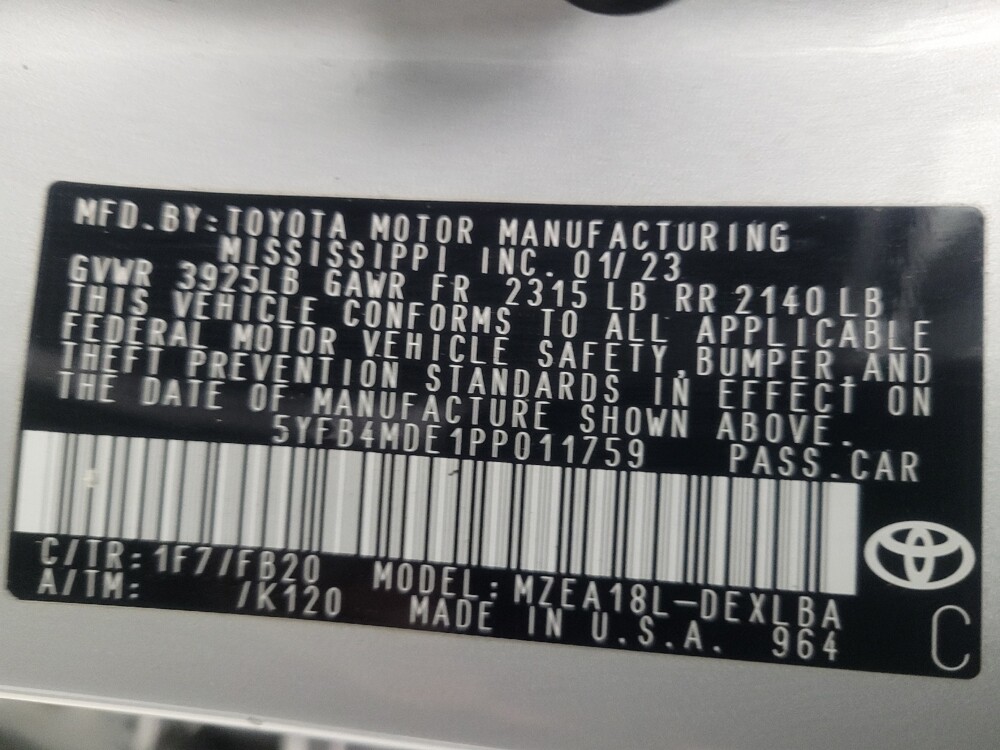 MFD.BY:TOYOTA MOTOR MANUFACTURING
MISSISSIPPI INC. 01/23
GVWR 3925LB GAWR FR 2315 LB RR 2140 LB
THIS VEHICLE CONFORMS TO ALL APPLICABLE
FEDERAL MOTOR VEHICLE SAFETY,BUMPER,AND
THEFT PREVENTION STANDARDS IN EFFECT ON
THE DATE OF MANUFACTURE SHOWN ABOVE.
5YFB4MDE1PP011759 PASS.CAR
C/TR:1F7/FB20 MODEL:MZEA18L-DEXLBA
A/TM: /K120 MADE IN U.S.A. 964
C